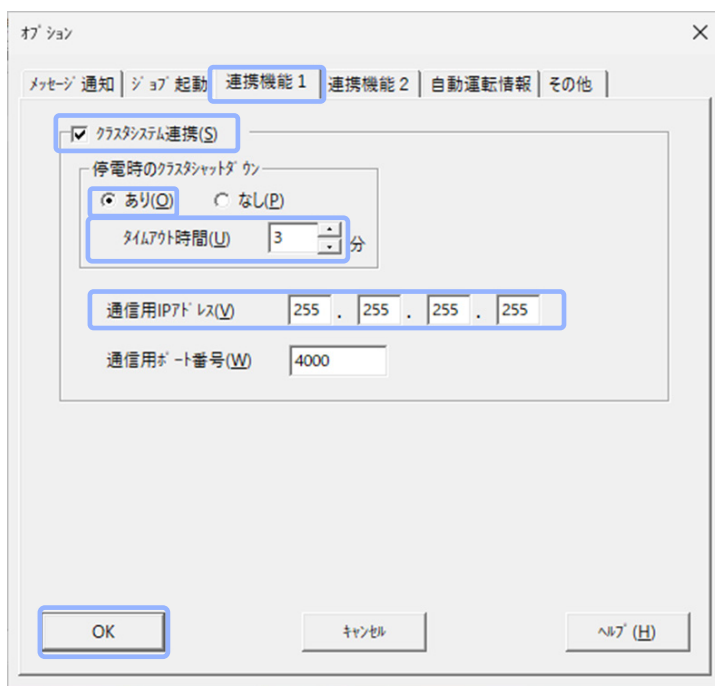 ｵﾌﾟｼｮﾝ
ﾒｯｾｰｼﾞ通知 ｼﾞｮﾌﾞ起動 連携機能1 連携機能2 自動運転情報 その他
ｸﾗｽﾀｼｽﾃﾑ連携(S)
停電時のｸﾗｽﾀｼｬｯﾄﾀﾞｳﾝ
あり(O) なし(P)
ﾀｲﾑｱｳﾄ時間(U) 3 分
通信用IPｱﾄﾞﾚｽ(V) 255 . 255 . 255 . 255
通信用ﾎﾟｰﾄ番号(W) 4000
OK ｷｬﾝｾﾙ ﾍﾙﾌﾟ(H)